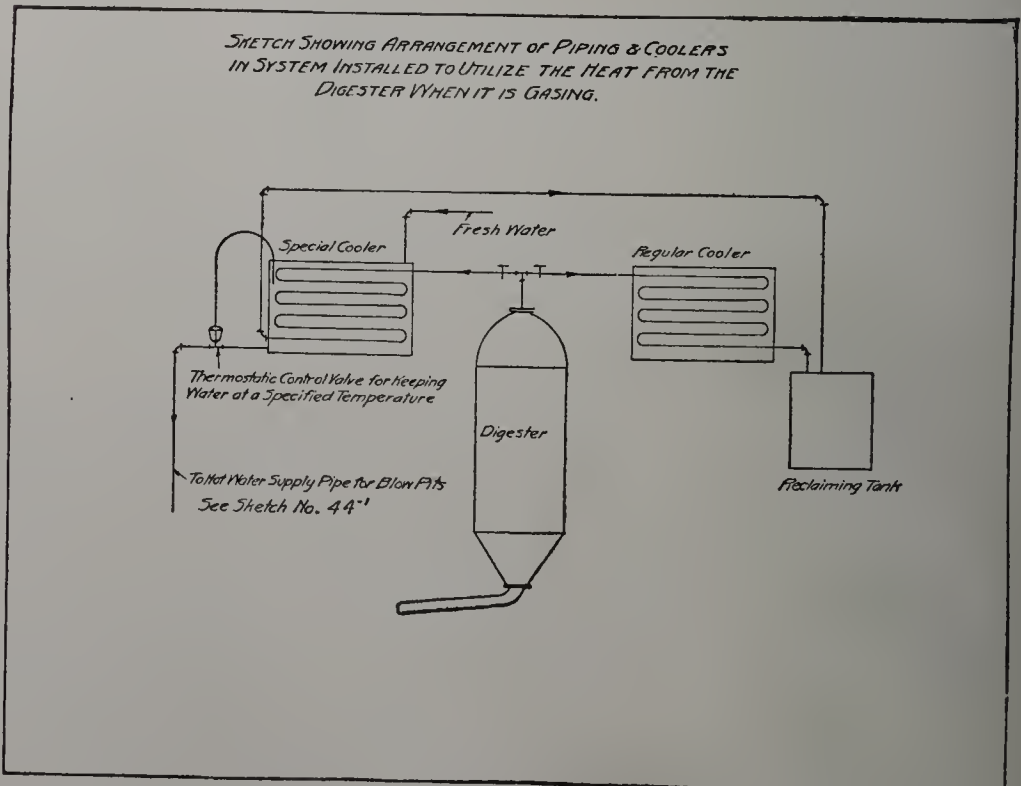 SKETCH SHOWING ARRANGEMENT OF PIPING & COOLERS
IN SYSTEM INSTALLED TO UTILIZE THE HEAT FROM THE
DIGESTER WHEN IT IS GASING.
Fresh Water
Special Cooler
Regular Cooler
Thermostatic Control Valve for Keeping
Water at a Specified Temperature
Digester
To Hot Water Supply Pipe for Blow Pits
See Sketch No. 44-1
Reclaiming Tank